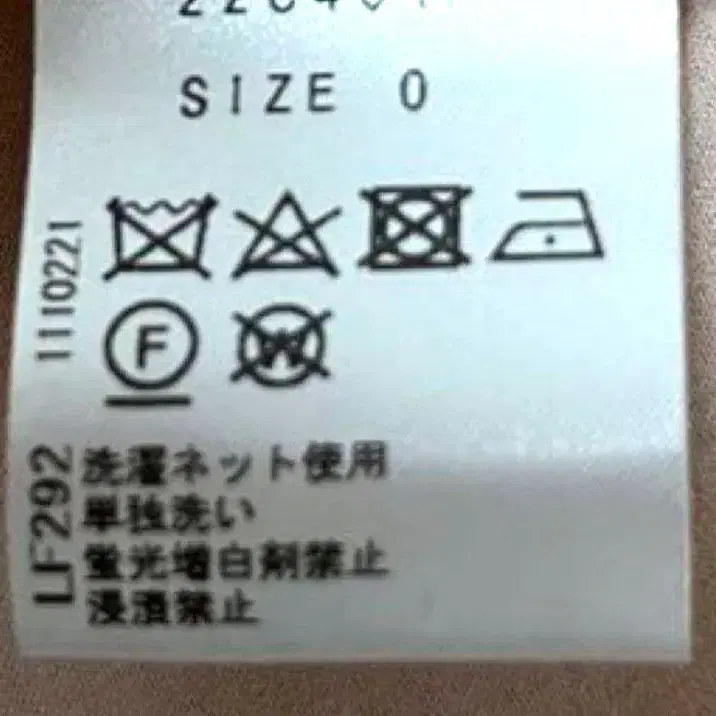 SIZE 0
1110221
F
W
LF292
洗濯ネット使用
単独洗い
蛍光増白剤禁止
浸漬禁止